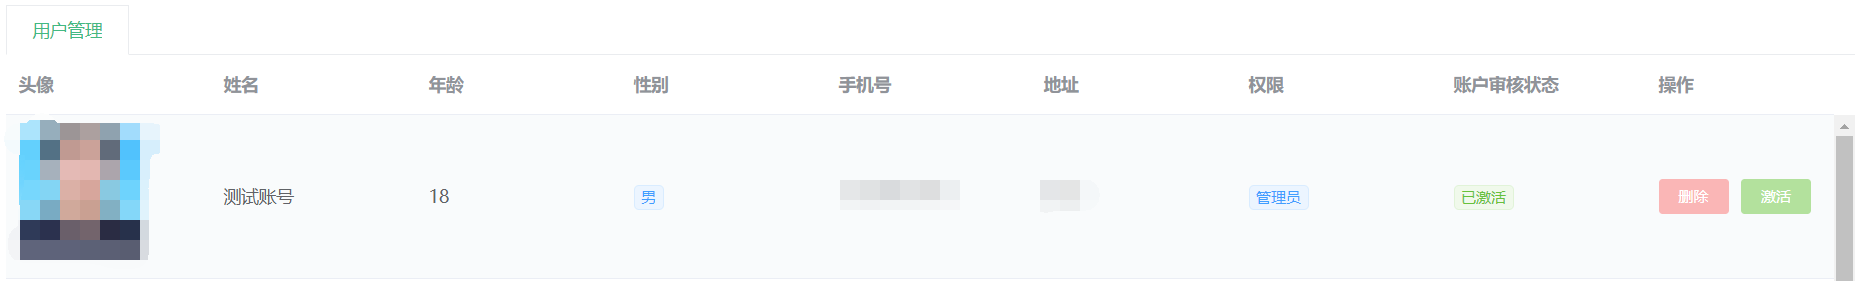 用户管理
头像 姓名 年龄 性别 手机号 地址 权限 账户审核状态 操作
测试账号 18 男 管理员 已激活 删除 激活